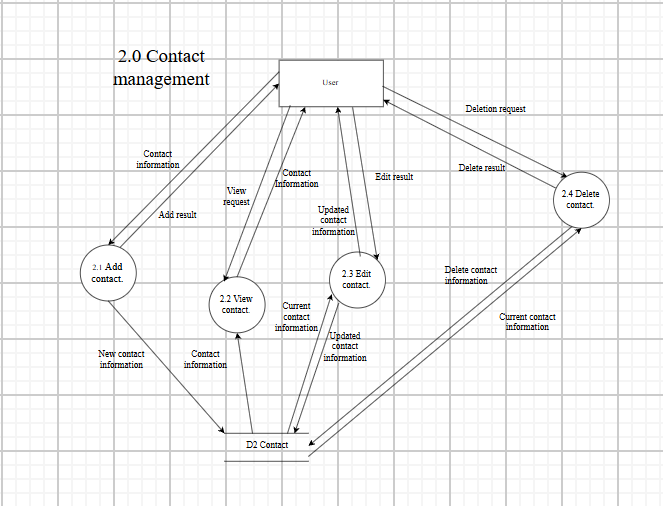 2.0 Contact
management
User
Deletion request
Contact
information
Delete result
Contact
Information
Edit result
View
request
2.4 Delete
contact.
Add result
Updated
contact
information
2.1 Add
contact.
2.3 Edit
contact.
Delete contact
information
2.2 View
contact.
Current
contact
information
Current contact
information
Updated
contact
information
New contact
information
Contact
information
D2 Contact